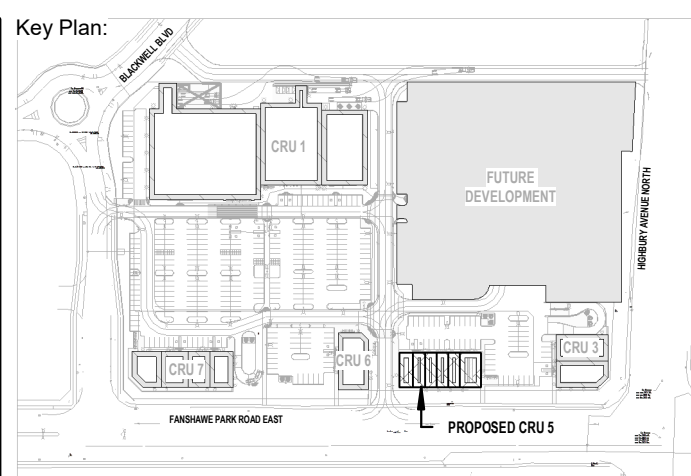 Key Plan:
BLACKWELL BLVD
CRU 1
FUTURE
DEVELOPMENT
HIGHBURY AVENUE NORTH
CRU 7
CRU 6
CRU 3
FANSHAWE PARK ROAD EAST
PROPOSED CRU 5